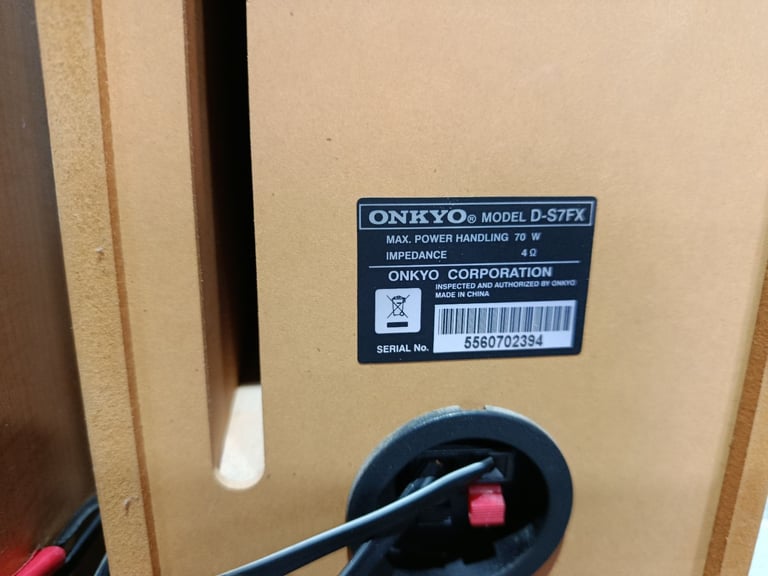 ONKYO® MODEL D-S7FX
MAX. POWER HANDLING 70 W
IMPEDANCE 4Ω
ONKYO CORPORATION
INSPECTED AND AUTHORIZED BY ONKYO
MADE IN CHINA
SERIAL No. 5560702394